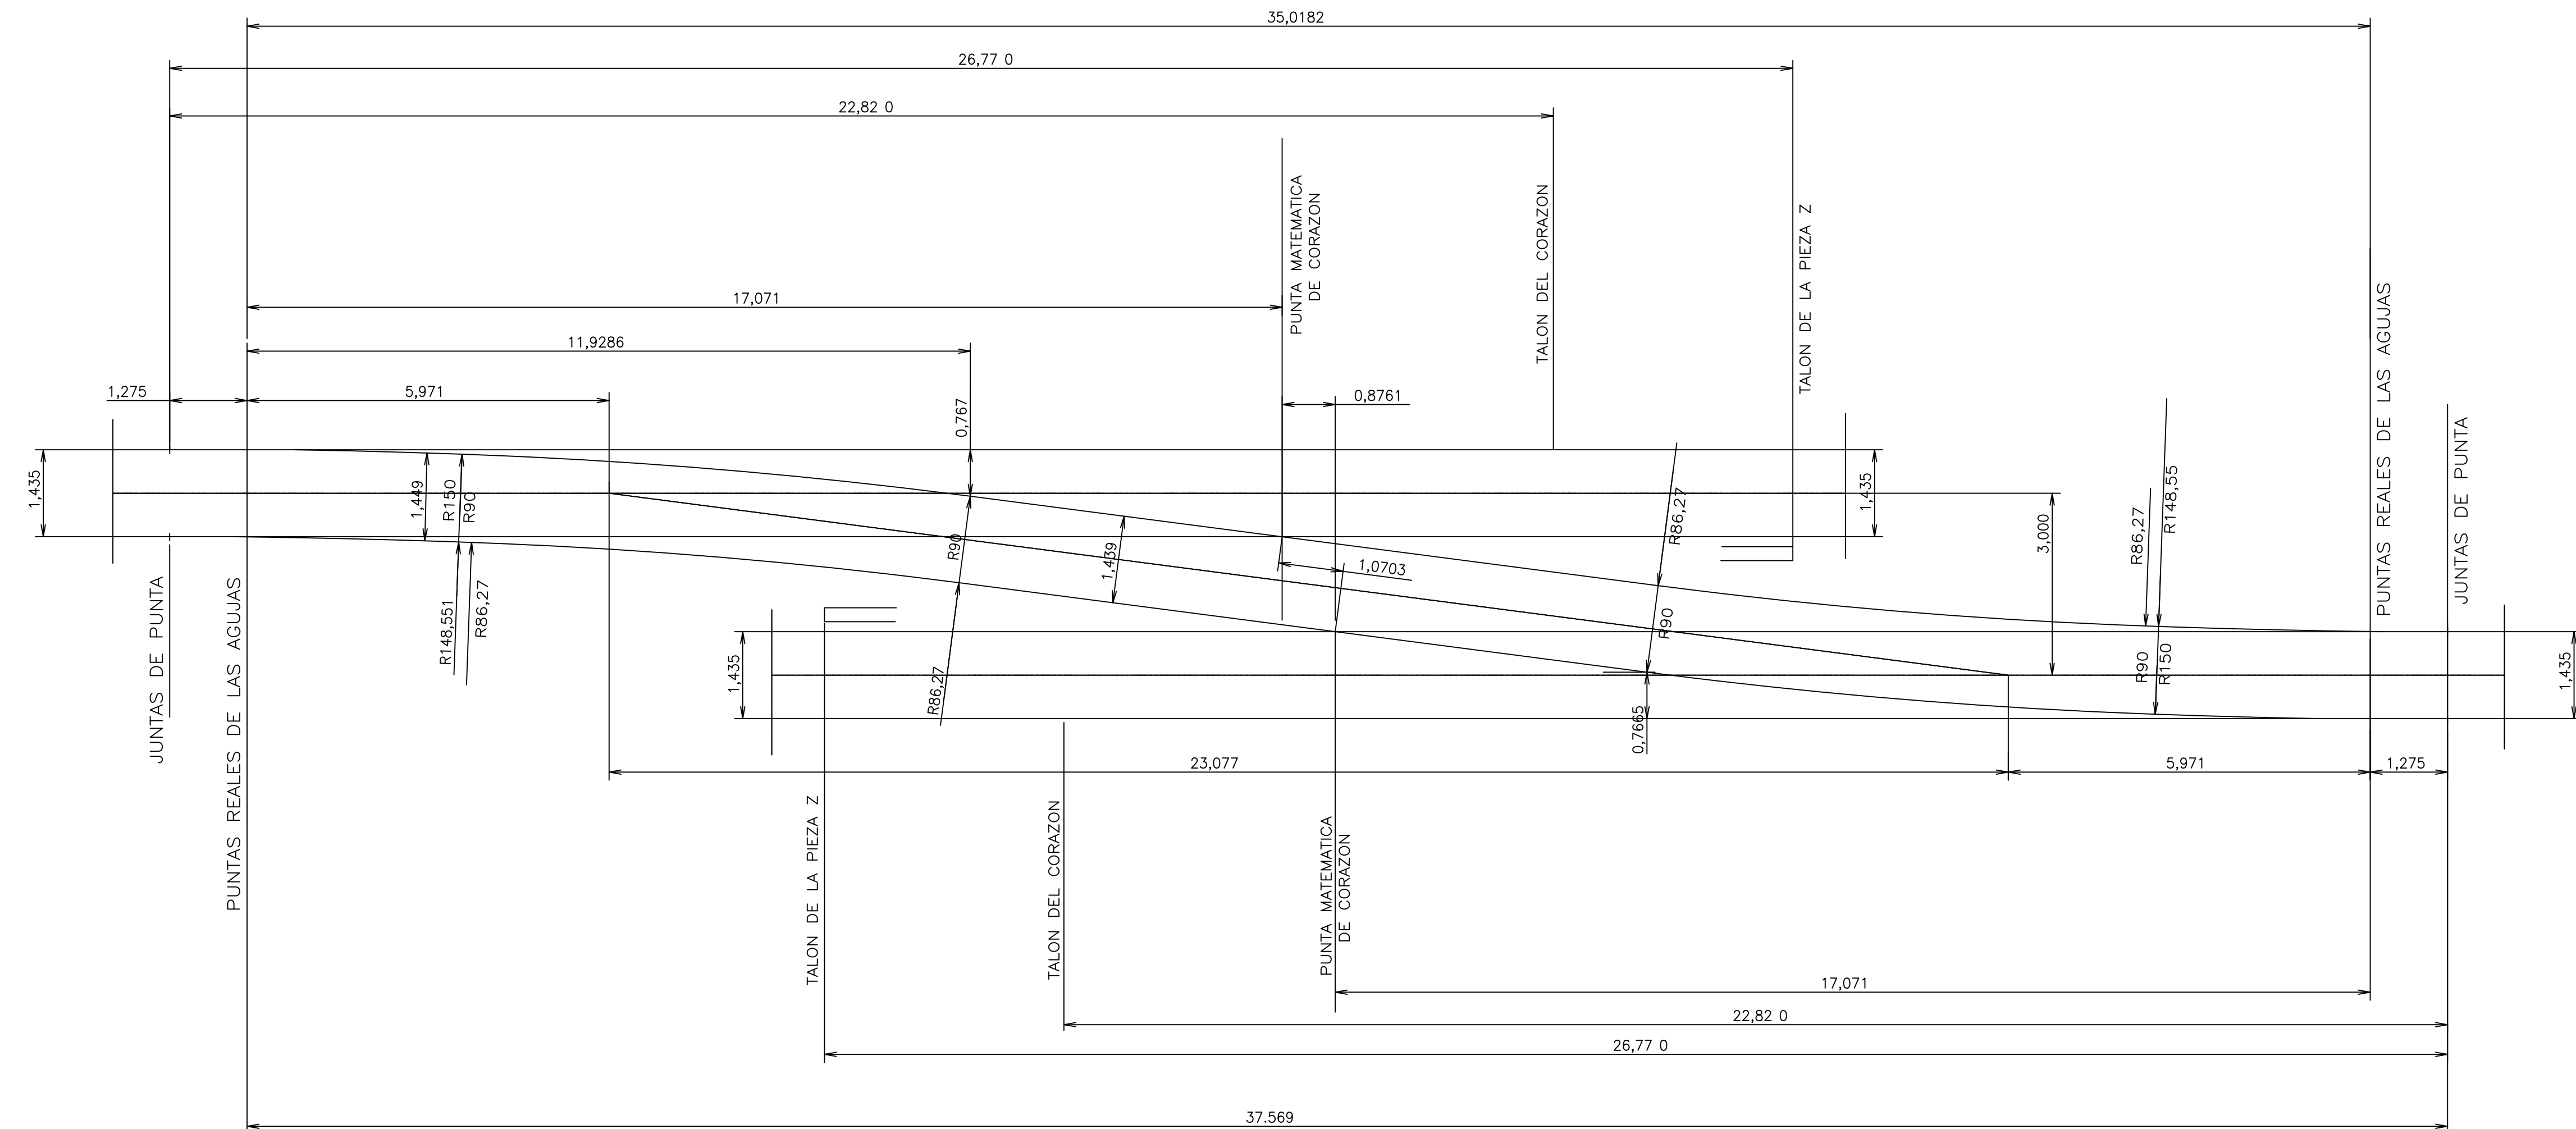 35,0182
26,77 0
22,82 0
PUNTA MATEMATICA
DE CORAZON
TALON DEL CORAZON
TALON DE LA PIEZA Z
PUNTAS REALES DE LAS AGUJAS
JUNTAS DE PUNTA
17,071
11,9286
1,275
5,971
0,767
0,8761
1,435
1,449
R150
R90
R148,551
R86,27
R90
R86,27
1,439
1,0703
R86,27
R90
1,435
3,000
R86,27
R148,55
R90
R150
1,435
JUNTAS DE PUNTA
PUNTAS REALES DE LAS AGUJAS
1,435
0,7665
23,077
5,971
1,275
TALON DE LA PIEZA Z
TALON DEL CORAZON
PUNTA MATEMATICA
DE CORAZON
17,071
22,82 0
26,77 0
37.569